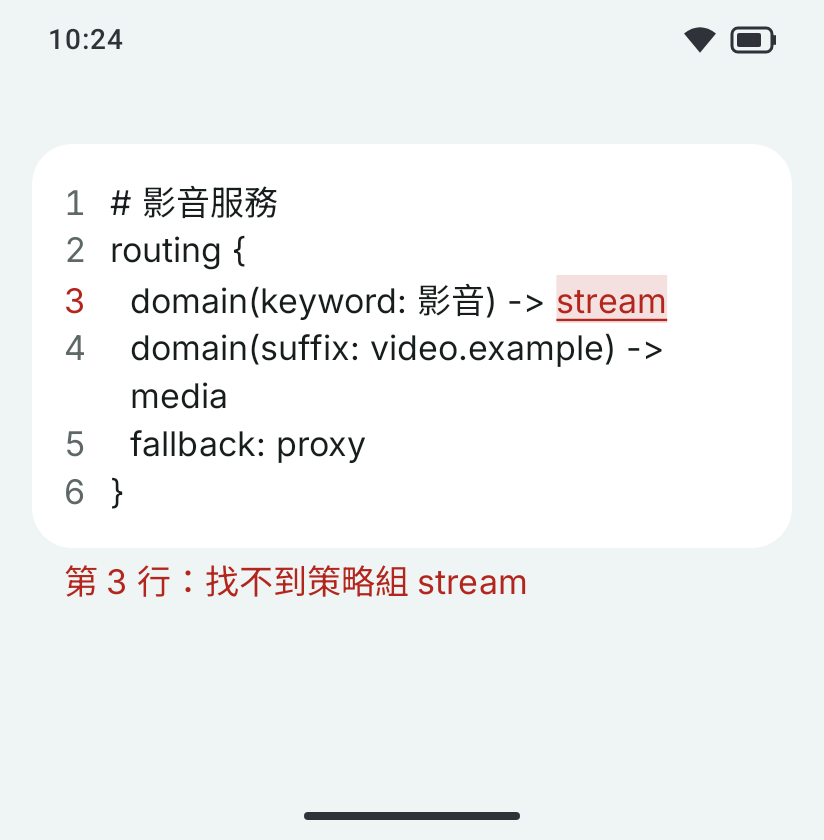 10:24
1 # 影音服務
2 routing {
3 domain(keyword: 影音) -> stream
4 domain(suffix: video.example) ->
media
5 fallback: proxy
6 }
第 3 行：找不到策略組 stream